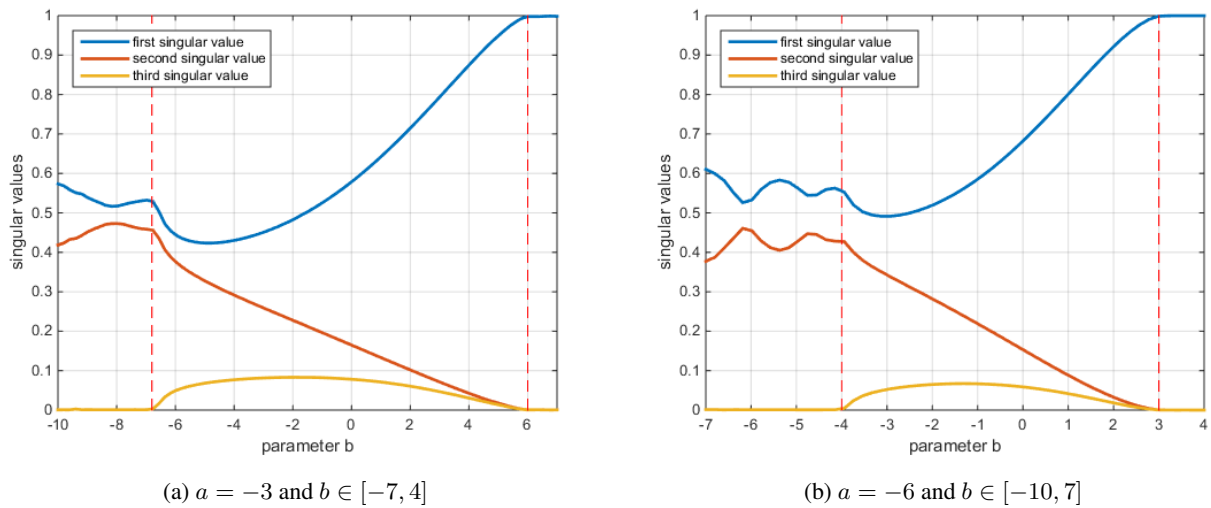 first singular value
second singular value
third singular value
singular values
1
0.9
0.8
0.7
0.6
0.5
0.4
0.3
0.2
0.1
0
-10 -8 -6 -4 -2 0 2 4 6
parameter b
(a) a = −3 and b ∈ [−7, 4]
first singular value
second singular value
third singular value
singular values
1
0.9
0.8
0.7
0.6
0.5
0.4
0.3
0.2
0.1
0
-7 -6 -5 -4 -3 -2 -1 0 1 2 3 4
parameter b
(b) a = −6 and b ∈ [−10, 7]